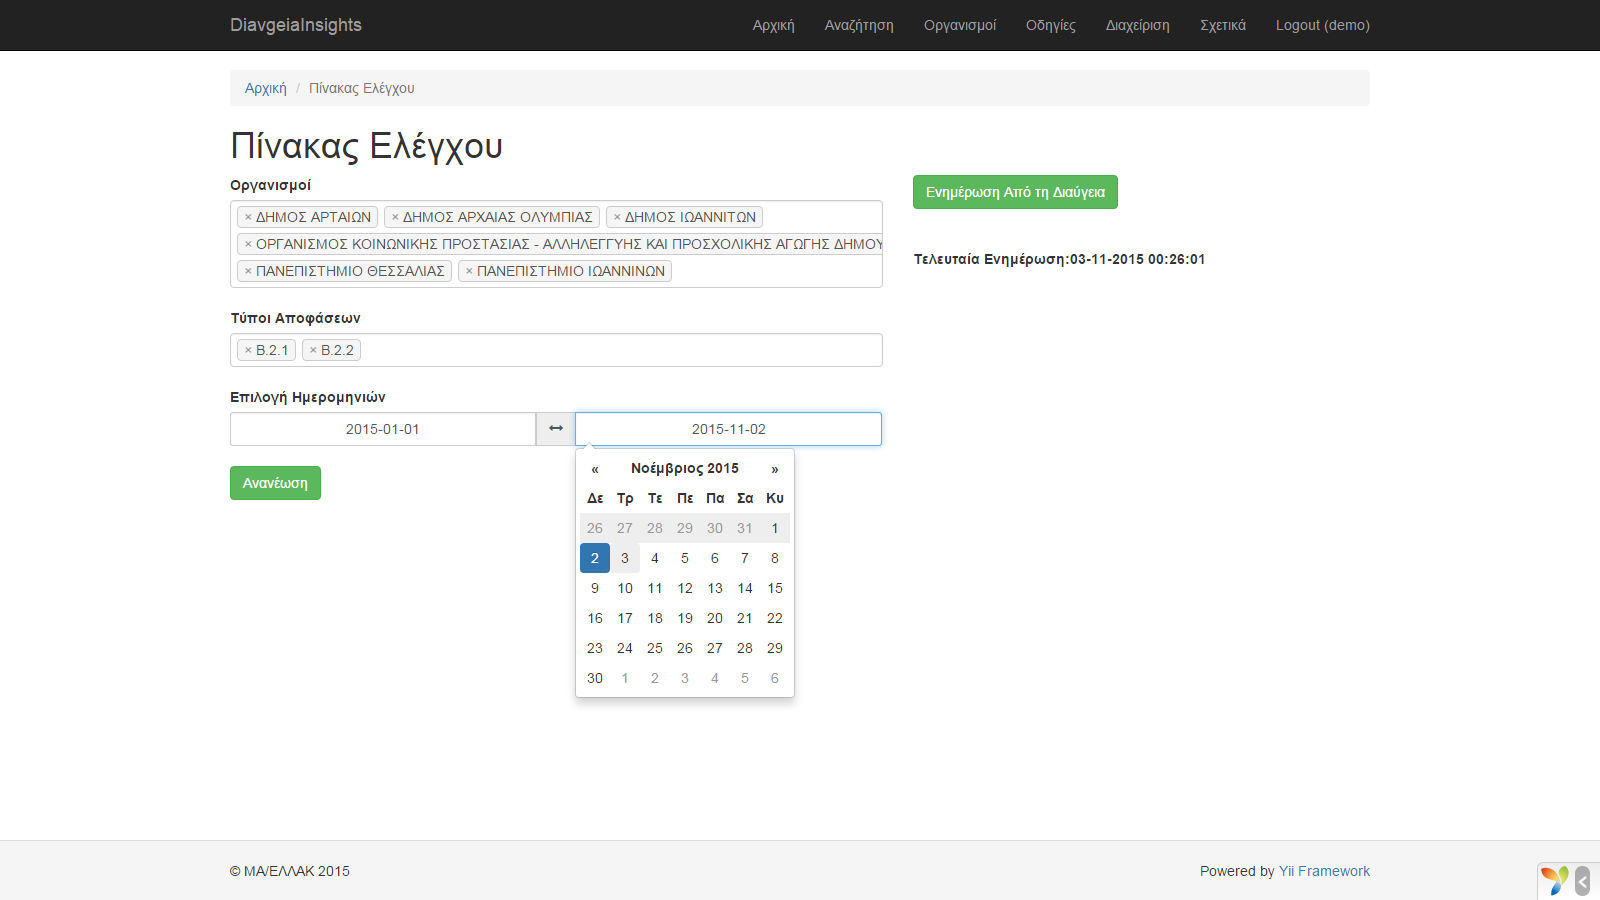 DiavgeiaInsights Αρχική Αναζήτηση Οργανισμοί Οδηγίες Διαχείριση Σχετικά Logout (demo)
Αρχική / Πίνακας Ελέγχου
Πίνακας Ελέγχου
Οργανισμοί
× ΔΗΜΟΣ ΑΡΤΑΙΩΝ × ΔΗΜΟΣ ΑΡΧΑΙΑΣ ΟΛΥΜΠΙΑΣ × ΔΗΜΟΣ ΙΩΑΝΝΙΤΩΝ
× ΟΡΓΑΝΙΣΜΟΣ ΚΟΙΝΩΝΙΚΗΣ ΠΡΟΣΤΑΣΙΑΣ - ΑΛΛΗΛΕΓΓΥΗΣ ΚΑΙ ΠΡΟΣΧΟΛΙΚΗΣ ΑΓΩΓΗΣ ΔΗΜΟΥ
× ΠΑΝΕΠΙΣΤΗΜΙΟ ΘΕΣΣΑΛΙΑΣ × ΠΑΝΕΠΙΣΤΗΜΙΟ ΙΩΑΝΝΙΝΩΝ
Τύποι Αποφάσεων
× Β.2.1 × Β.2.2
Επιλογή Ημερομηνιών
2015-01-01 ↔ 2015-11-02
« Νοέμβριος 2015 »
Δε Τρ Τε Πε Πα Σα Κυ
26 27 28 29 30 31 1
2 3 4 5 6 7 8
9 10 11 12 13 14 15
16 17 18 19 20 21 22
23 24 25 26 27 28 29
30 1 2 3 4 5 6
Ανανέωση
Ενημέρωση Από τη Διαύγεια
Τελευταία Ενημέρωση:03-11-2015 00:26:01
© ΜΑ/ΕΛΛΑΚ 2015
Powered by Yii Framework